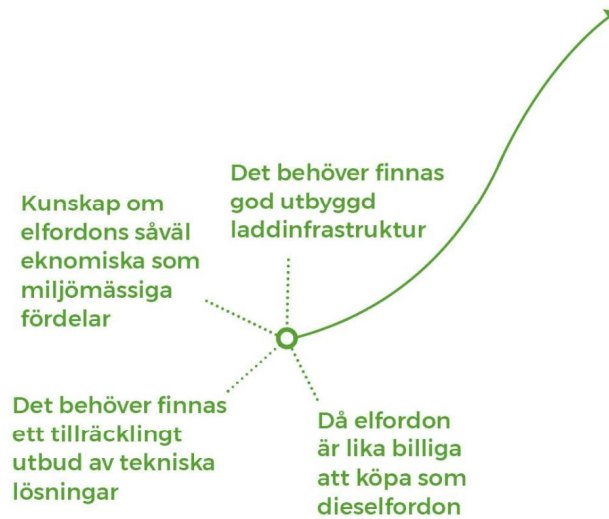 Det behöver finnas
god utbyggd
laddinfrastruktur
Kunskap om
elfordons såväl
eknomiska som
miljömässiga
fördelar
Det behöver finnas
ett tillräcklingt
utbud av tekniska
lösningar
Då elfordon
är lika billiga
att köpa som
dieselfordon